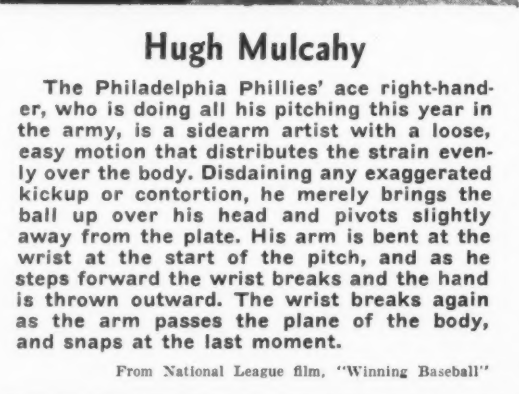 Hugh Mulcahy
The Philadelphia Phillies' ace right-hand-
er, who is doing all his pitching this year in
the army, is a sidearm artist with a loose,
easy motion that distributes the strain even-
ly over the body. Disdaining any exaggerated
kickup or contortion, he merely brings the
ball up over his head and pivots slightly
away from the plate. His arm is bent at the
wrist at the start of the pitch, and as he
steps forward the wrist breaks and the hand
is thrown outward. The wrist breaks again
as the arm passes the plane of the body,
and snaps at the last moment.
From National League film, "Winning Baseball"